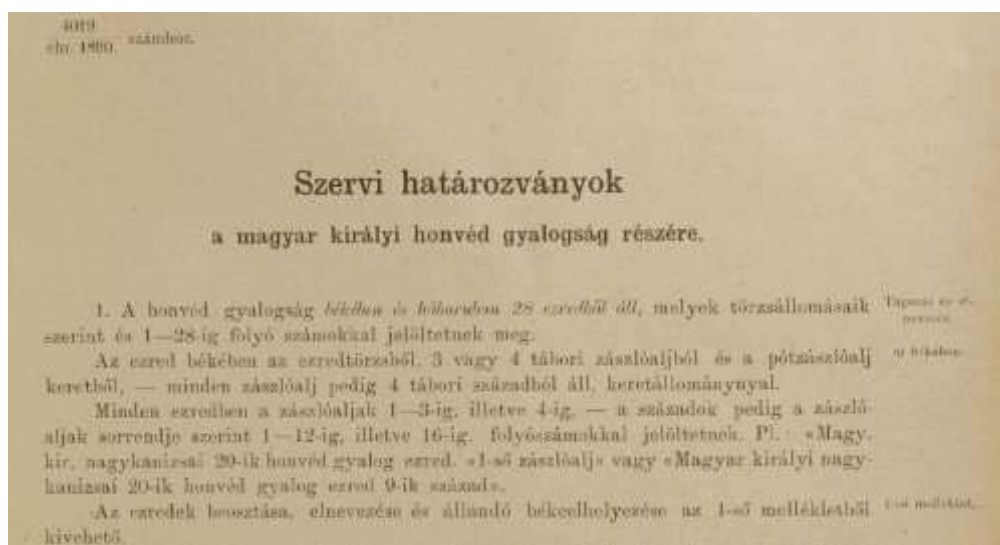 4019
eln. 1890. számhoz.
Szervi határozványok
a magyar királyi honvéd gyalogság részére.
1. A honvéd gyalogság békében és háboruban 28 ezredből áll, melyek törzsállomásaik
szerint és 1—28-ig folyó számokkal jelöltetnek meg.
Az ezred békében az ezredtörzsből, 3 vagy 4 tábori zászlóaljból és a pótzászlóalj
a) békében.
keretből, — minden zászlóalj pedig 4 tábori századból áll, keretállománynyal.
Minden ezredben a zászlóaljak 1—3-ig, illetve 4-ig, — a századok pedig a zászló-
aljak sorrendje szerint 1—12-ig, illetve 16-ig, folyószámokkal jelöltetnek. Pl.: «Magy.
kir. nagykanizsai 20-ik honvéd gyalog ezred. «1-ső zászlóalj» vagy «Magyar királyi nagy-
kanizsai 20-ik honvéd gyalog ezred 9-ik század».
Az ezredek beosztása, elnevezése és állandó békeelhelyezése az 1-ső mellékletből
1-ső melléklet.
kivehető.